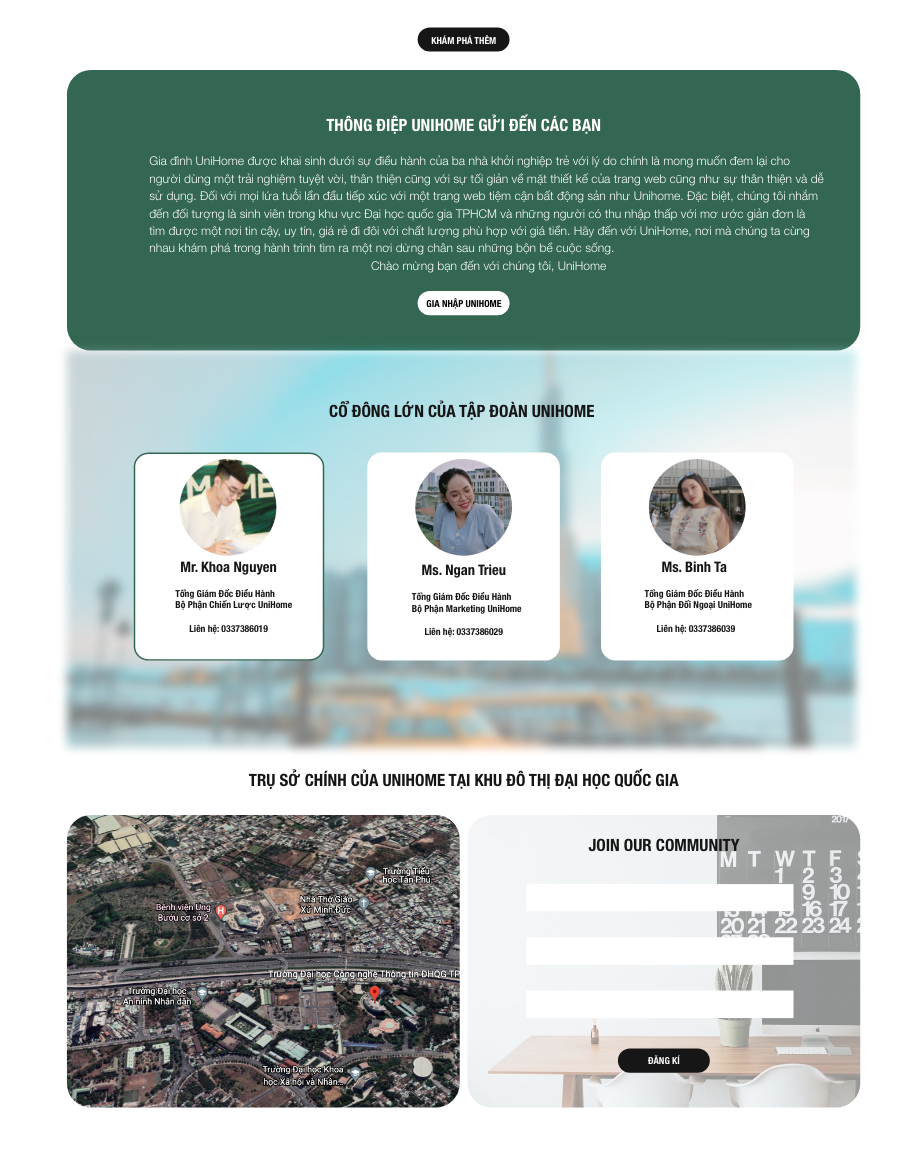 KHÁM PHÁ THÊM
THÔNG ĐIỆP UNIHOME GỬI ĐẾN CÁC BẠN
Gia đình UniHome được khai sinh dưới sự điều hành của ba nhà khởi nghiệp trẻ với lý do chính là mong muốn đem lại cho
người dùng một trải nghiệm tuyệt vời, thân thiện cũng với sự tối giản về mặt thiết kế của trang web cũng như sự thân thiện và dễ
sử dụng. Đối với mọi lứa tuổi lần đầu tiếp xúc với một trang web tiệm cận bất động sản như Unihome. Đặc biệt, chúng tôi nhắm
đến đối tượng là sinh viên trong khu vực Đại học quốc gia TPHCM và những người có thu nhập thấp với mơ ước giản đơn là
tìm được một nơi tin cậy, uy tín, giá rẻ đi đôi với chất lượng phù hợp với giá tiền. Hãy đến với UniHome, nơi mà chúng ta cùng
nhau khám phá trong hành trình tìm ra một nơi dừng chân sau những bộn bề cuộc sống.
Chào mừng bạn đến với chúng tôi, UniHome
GIA NHẬP UNIHOME
CỔ ĐÔNG LỚN CỦA TẬP ĐOÀN UNIHOME
Mr. Khoa Nguyen
Tổng Giám Đốc Điều Hành
Bộ Phận Chiến Lược UniHome
Liên hệ: 0337386019
Ms. Ngan Trieu
Tổng Giám Đốc Điều Hành
Bộ Phận Marketing UniHome
Liên hệ: 0337386029
Ms. Binh Ta
Tổng Giám Đốc Điều Hành
Bộ Phận Đối Ngoại UniHome
Liên hệ: 0337386039
TRỤ SỞ CHÍNH CỦA UNIHOME TẠI KHU ĐÔ THỊ ĐẠI HỌC QUỐC GIA
Trường Tiểu
học Tân Phú
Nhà Thờ Giáo
Xứ Minh Đức
Bệnh viện Ung
Bướu cơ sở 2
Trường Đại học Công nghệ Thông tin ĐHQG TP
Trường Đại học
An ninh Nhân dân
Trường Đại học Khoa
học Xã hội và Nhân...
JOIN OUR COMMUNITY
2017
M T W T F S
1 2 3
9 10
16 17
20 21 22 23 24
ĐĂNG KÍ